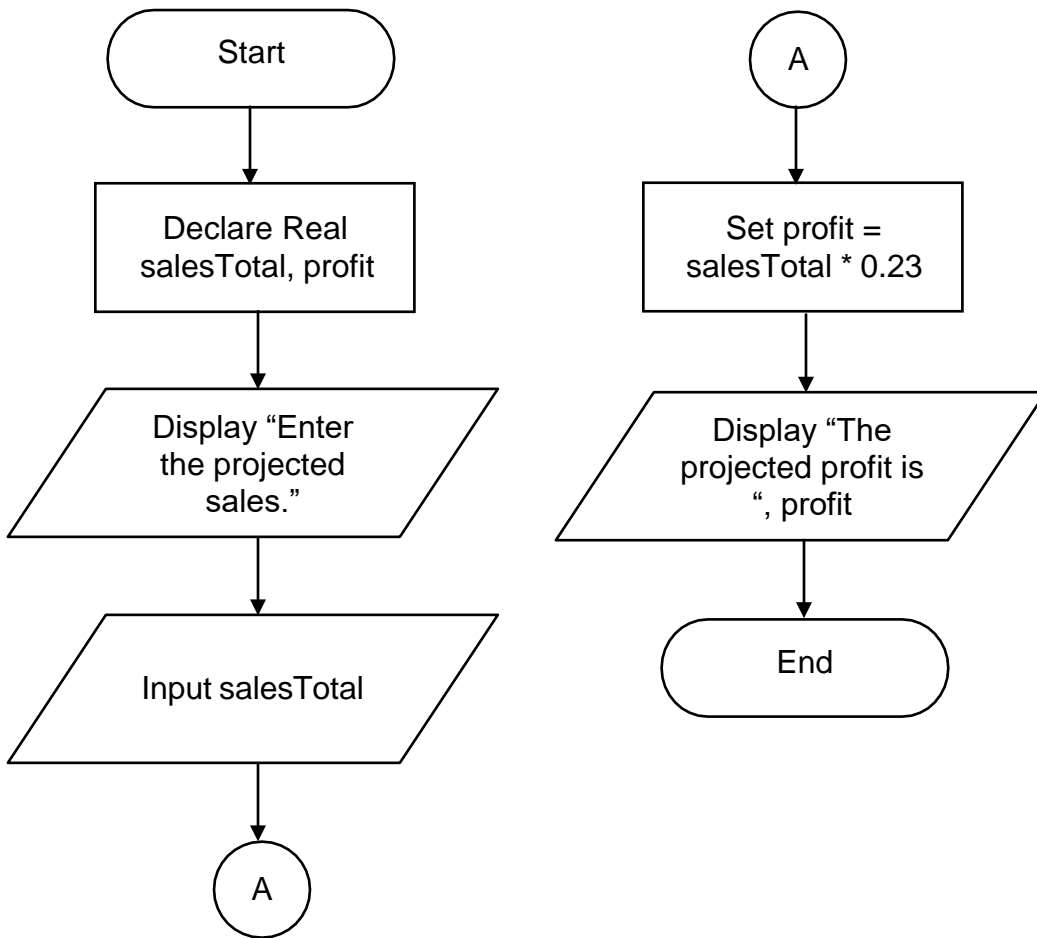 Start
Declare Real
salesTotal, profit
Display “Enter
the projected
sales.”
Input salesTotal
A
A
Set profit =
salesTotal * 0.23
Display “The
projected profit is
“, profit
End